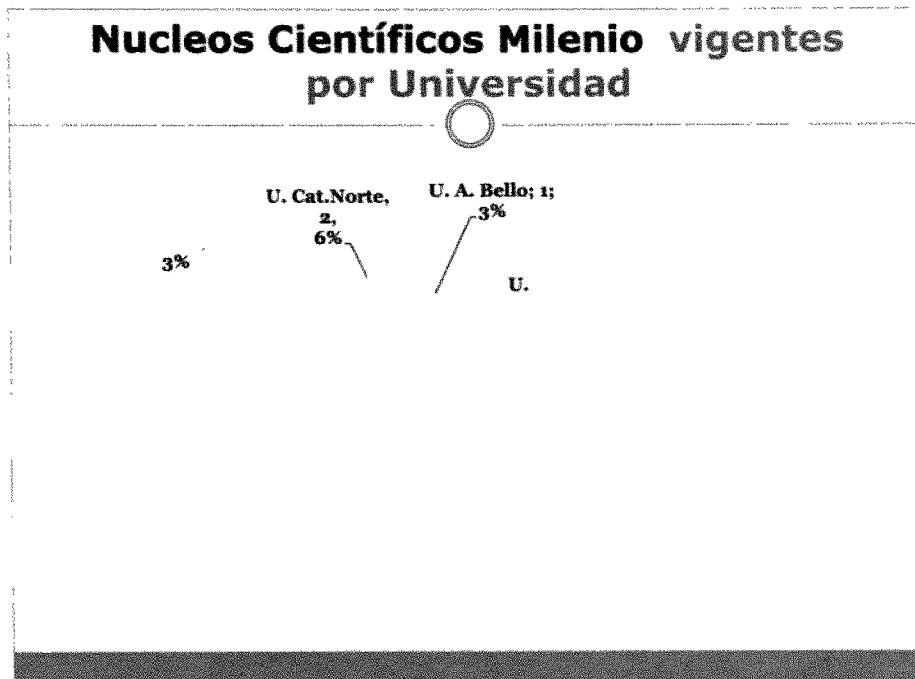 Nucleos Científicos Milenio vigentes
por Universidad
U. Cat.Norte,
2,
6%
U. A. Bello; 1;
3%
3%
U.